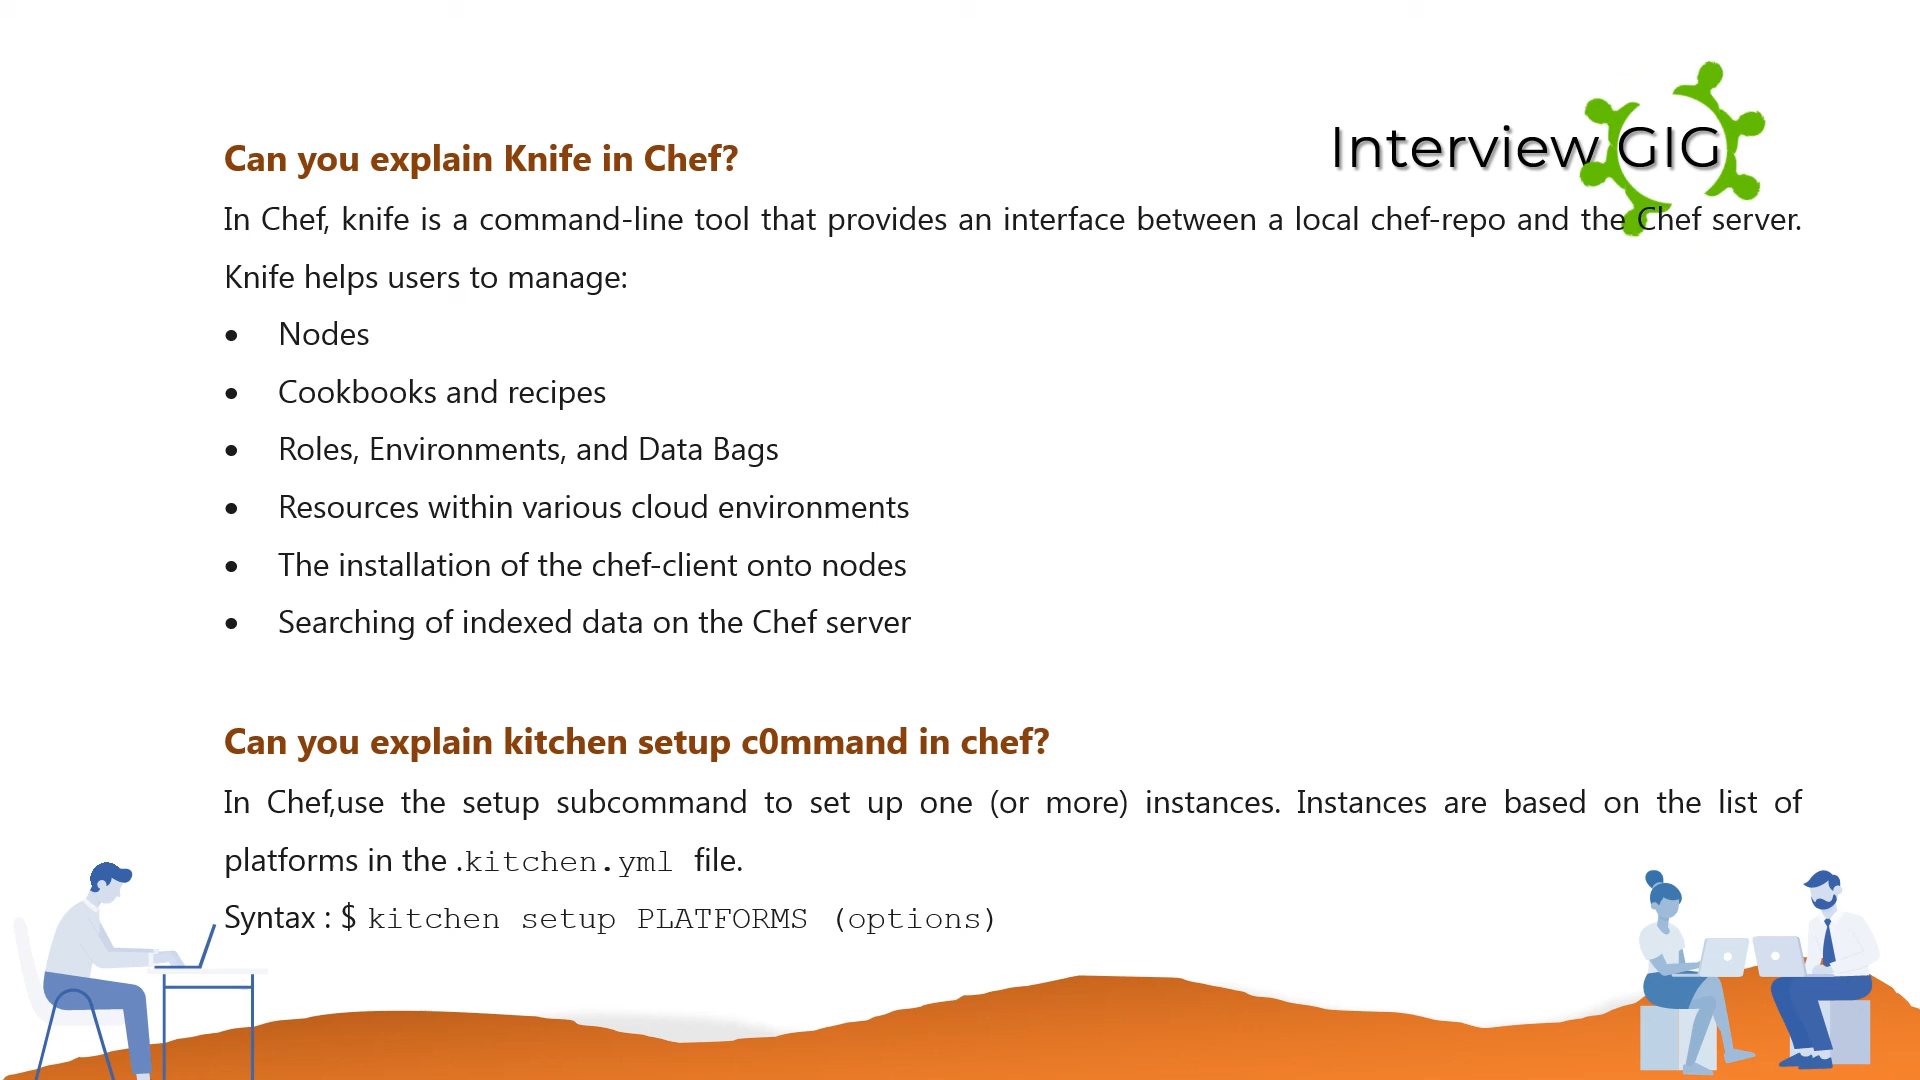 Interview GIG
Can you explain Knife in Chef?
In Chef, knife is a command-line tool that provides an interface between a local chef-repo and the Chef server.
Knife helps users to manage:
• Nodes
• Cookbooks and recipes
• Roles, Environments, and Data Bags
• Resources within various cloud environments
• The installation of the chef-client onto nodes
• Searching of indexed data on the Chef server
Can you explain kitchen setup c0mmand in chef?
In Chef,use the setup subcommand to set up one (or more) instances. Instances are based on the list of
platforms in the .kitchen.yml file.
Syntax : $ kitchen setup PLATFORMS (options)